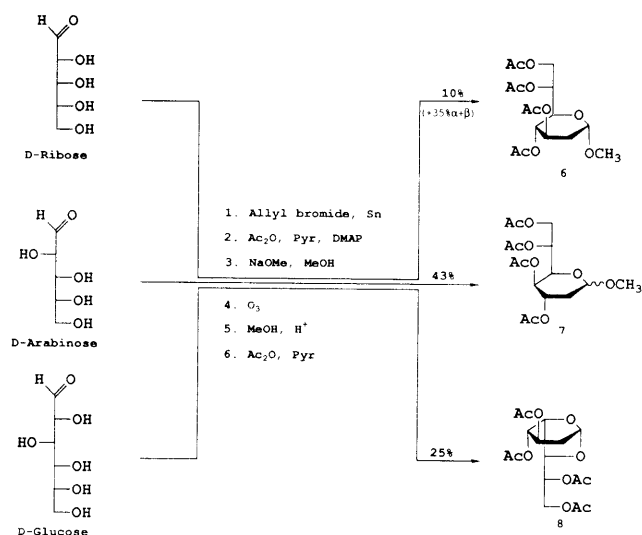 H O
OH
OH
OH
OH
D-Ribose
H O
HO
OH
OH
OH
D-Arabinose
H O
OH
HO
OH
OH
OH
D-Glucose
1. Allyl bromide, Sn
2. Ac₂O, Pyr, DMAP
3. NaOMe, MeOH
4. O₃
5. MeOH, H⁺
6. Ac₂O, Pyr
10%
(+35%α+β)
43%
25%
AcO
AcO
AcO O
AcO
OCH₃
6
AcO
AcO
AcO O
OCH₃
AcO
7
AcO O
AcO O
OAc
OAc
8